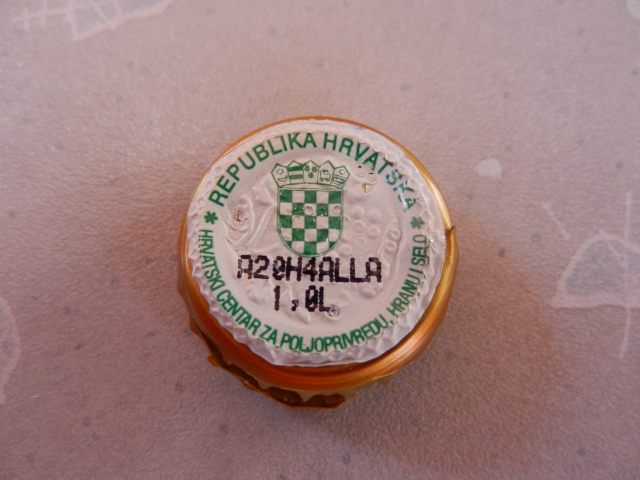 REPUBLIKA HRVATSKA
A20H4ALLA
1,0L
* HRVATSKI CENTAR ZA POLJOPRIVREDU, HRANU I SELO *